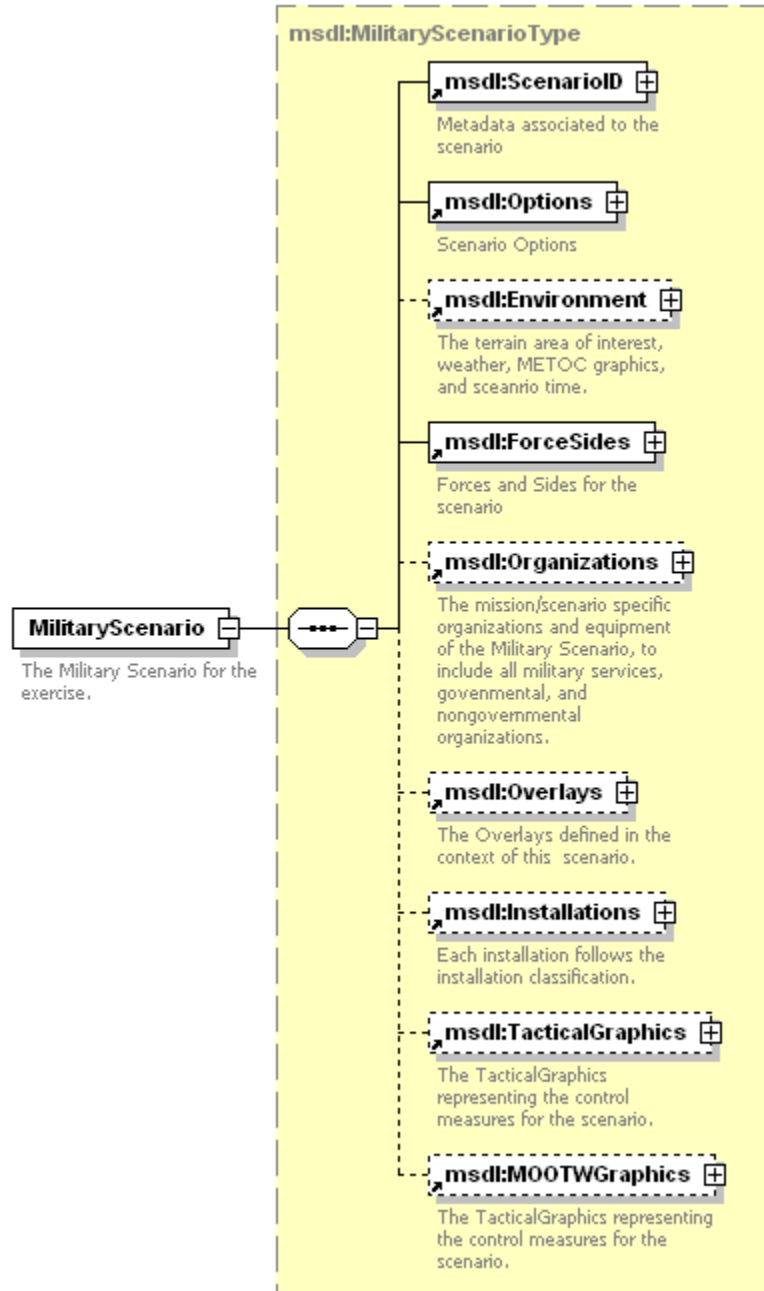 msdl:MilitaryScenarioType
msdl:ScenarioID
Metadata associated to the
scenario
msdl:Options
Scenario Options
msdl:Environment
The terrain area of interest,
weather, METOC graphics,
and sceanrio time.
msdl:ForceSides
Forces and Sides for the
scenario
msdl:Organizations
The mission/scenario specific
organizations and equipment
of the Military Scenario, to
include all military services,
govenmental, and
nongovernmental
organizations.
MilitaryScenario
The Military Scenario for the
exercise.
msdl:Overlays
The Overlays defined in the
context of this  scenario.
msdl:Installations
Each installation follows the
installation classification.
msdl:TacticalGraphics
The TacticalGraphics
representing the control
measures for the scenario.
msdl:MOOTWGraphics
The TacticalGraphics representing
the control measures for the
scenario.